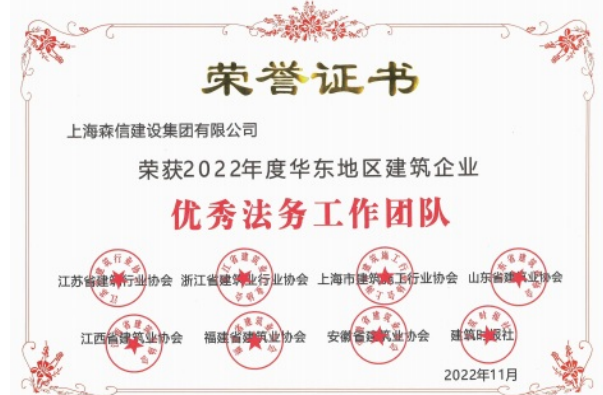 荣誉证书
上海森信建设集团有限公司
荣获2022年度华东地区建筑企业
优秀法务工作团队
江苏省建筑行业协会 浙江省建筑业行业协会 上海市建筑施工行业协会 山东省建筑业协会
江西省建筑业协会 福建省建筑业协会 安徽省建筑业协会 建筑时报社
2022年11月